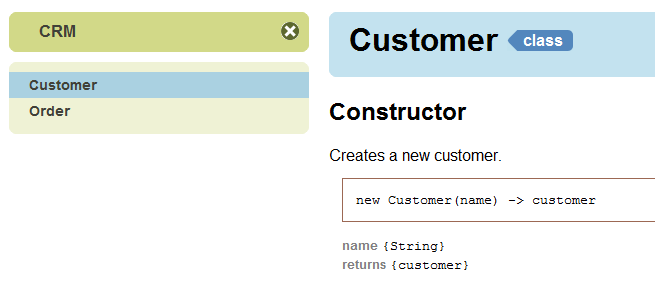 CRM
Customer
Order
Customer class
Constructor
Creates a new customer.
new Customer(name) -> customer
name {String}
returns {customer}